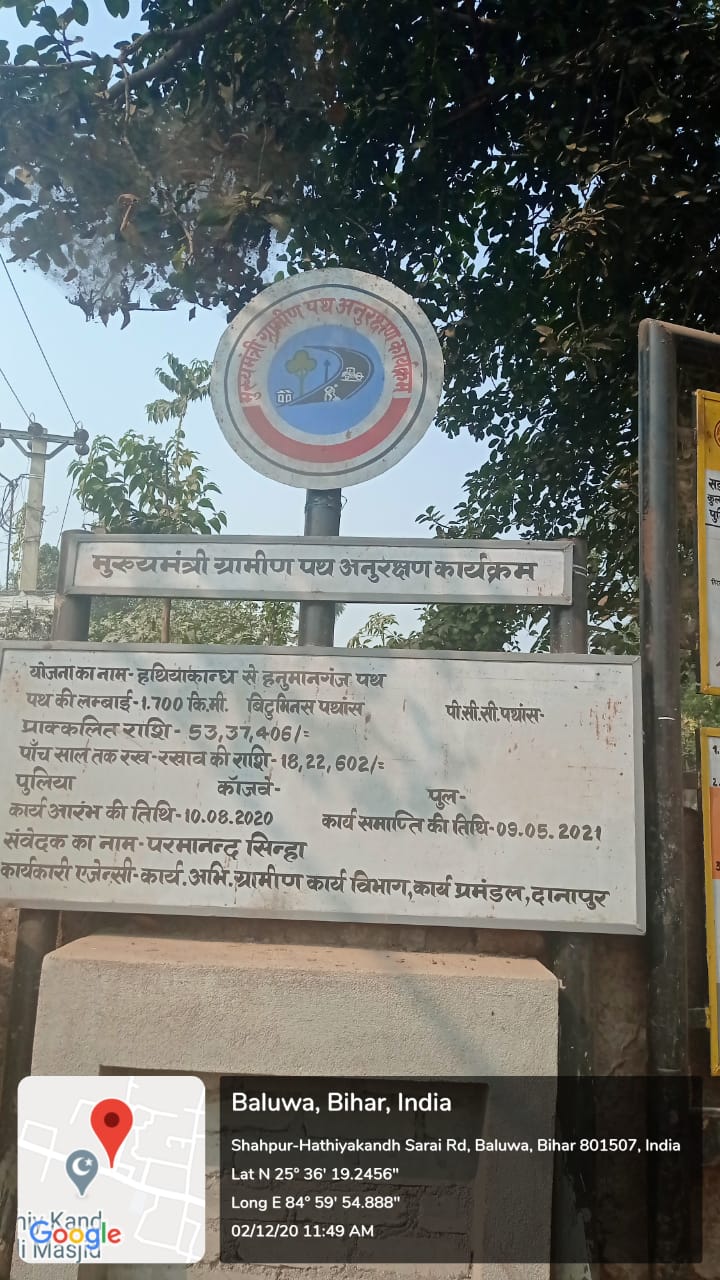 मुख्यमंत्री ग्रामीण पथ अनुरक्षण कार्यक्रम
मुख्यमंत्री ग्रामीण पथ अनुरक्षण कार्यक्रम
योजना का नाम- हथियाकान्ध से हनुमानगंज पथ
पथ की लम्बाई-1.700 कि.मी. बिटुमिनस पथांस पी.सी.सी.पथांस-
प्राक्कलित राशि- 53,37,406/=
पाँच साल तक रख-रखाव की राशि-18,22,602/=
पुलिया कॉजवे- पुल-
कार्य आरंभ की तिथि-10.08.2020 कार्य समाप्ति की तिथि-09.05.2021
संवेदक का नाम-परमानन्द सिन्हा
कार्यकारी एजेन्सी-कार्य.अभि.ग्रामीण कार्य विभाग,कार्य प्रमंडल,दानापुर
Baluwa, Bihar, India
Shahpur-Hathiyakandh Sarai Rd, Baluwa, Bihar 801507, India
Lat N 25° 36' 19.2456"
Long E 84° 59' 54.888"
02/12/20 11:49 AM
Kand
Masjid
Google